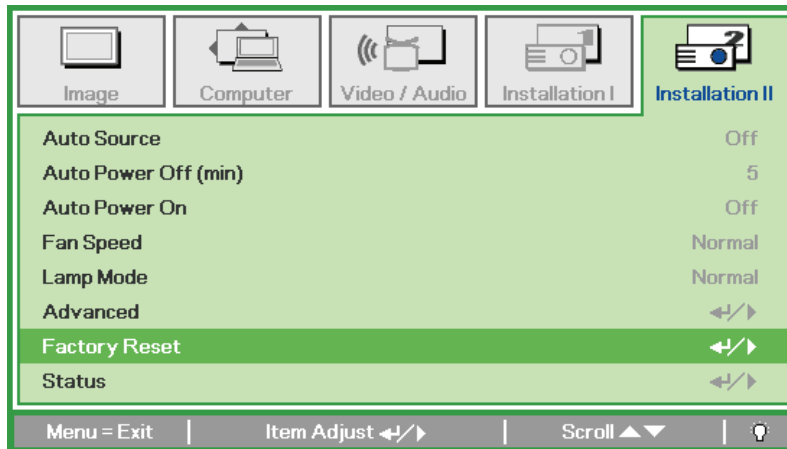 Image Computer Video / Audio Installation I Installation II
Auto Source Off
Auto Power Off (min) 5
Auto Power On Off
Fan Speed Normal
Lamp Mode Normal
Advanced ↵/▶
Factory Reset ↵/▶
Status ↵/▶
Menu = Exit | Item Adjust ↵/▶ | Scroll ▲▼ |